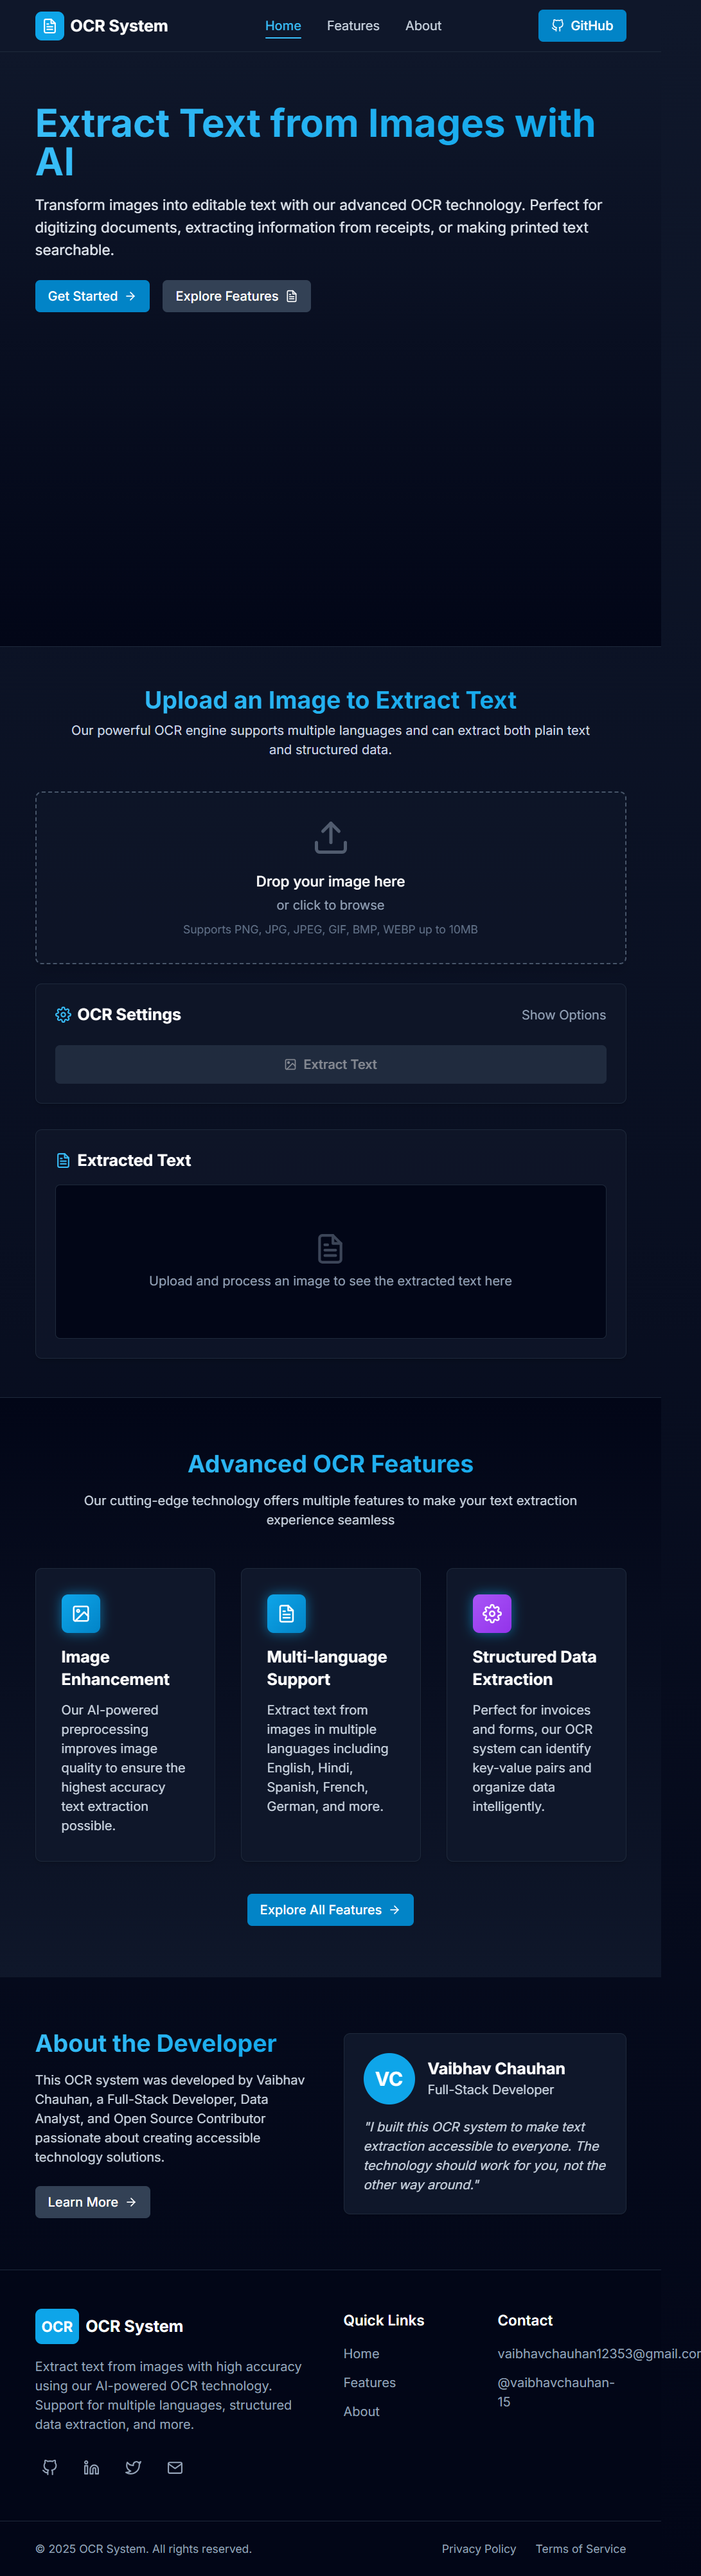 OCR System
Home
Features
About
GitHub
Extract Text from Images with
AI
Transform images into editable text with our advanced OCR technology. Perfect for
digitizing documents, extracting information from receipts, or making printed text
searchable.
Get Started
Explore Features
Upload an Image to Extract Text
Our powerful OCR engine supports multiple languages and can extract both plain text
and structured data.
Drop your image here
or click to browse
Supports PNG, JPG, JPEG, GIF, BMP, WEBP up to 10MB
OCR Settings
Show Options
Extract Text
Extracted Text
Upload and process an image to see the extracted text here
Advanced OCR Features
Our cutting-edge technology offers multiple features to make your text extraction
experience seamless
Image
Enhancement
Our AI-powered
preprocessing
improves image
quality to ensure the
highest accuracy
text extraction
possible.
Multi-language
Support
Extract text from
images in multiple
languages including
English, Hindi,
Spanish, French,
German, and more.
Structured Data
Extraction
Perfect for invoices
and forms, our OCR
system can identify
key-value pairs and
organize data
intelligently.
Explore All Features
About the Developer
This OCR system was developed by Vaibhav
Chauhan, a Full-Stack Developer, Data
Analyst, and Open Source Contributor
passionate about creating accessible
technology solutions.
Learn More
VC
Vaibhav Chauhan
Full-Stack Developer
"I built this OCR system to make text
extraction accessible to everyone. The
technology should work for you, not the
other way around."
OCR
OCR System
Extract text from images with high accuracy
using our AI-powered OCR technology.
Support for multiple languages, structured
data extraction, and more.
Quick Links
Home
Features
About
Contact
vaibhavchauhan12353@gmail.com
@vaibhavchauhan-
15
© 2025 OCR System. All rights reserved.
Privacy Policy
Terms of Service